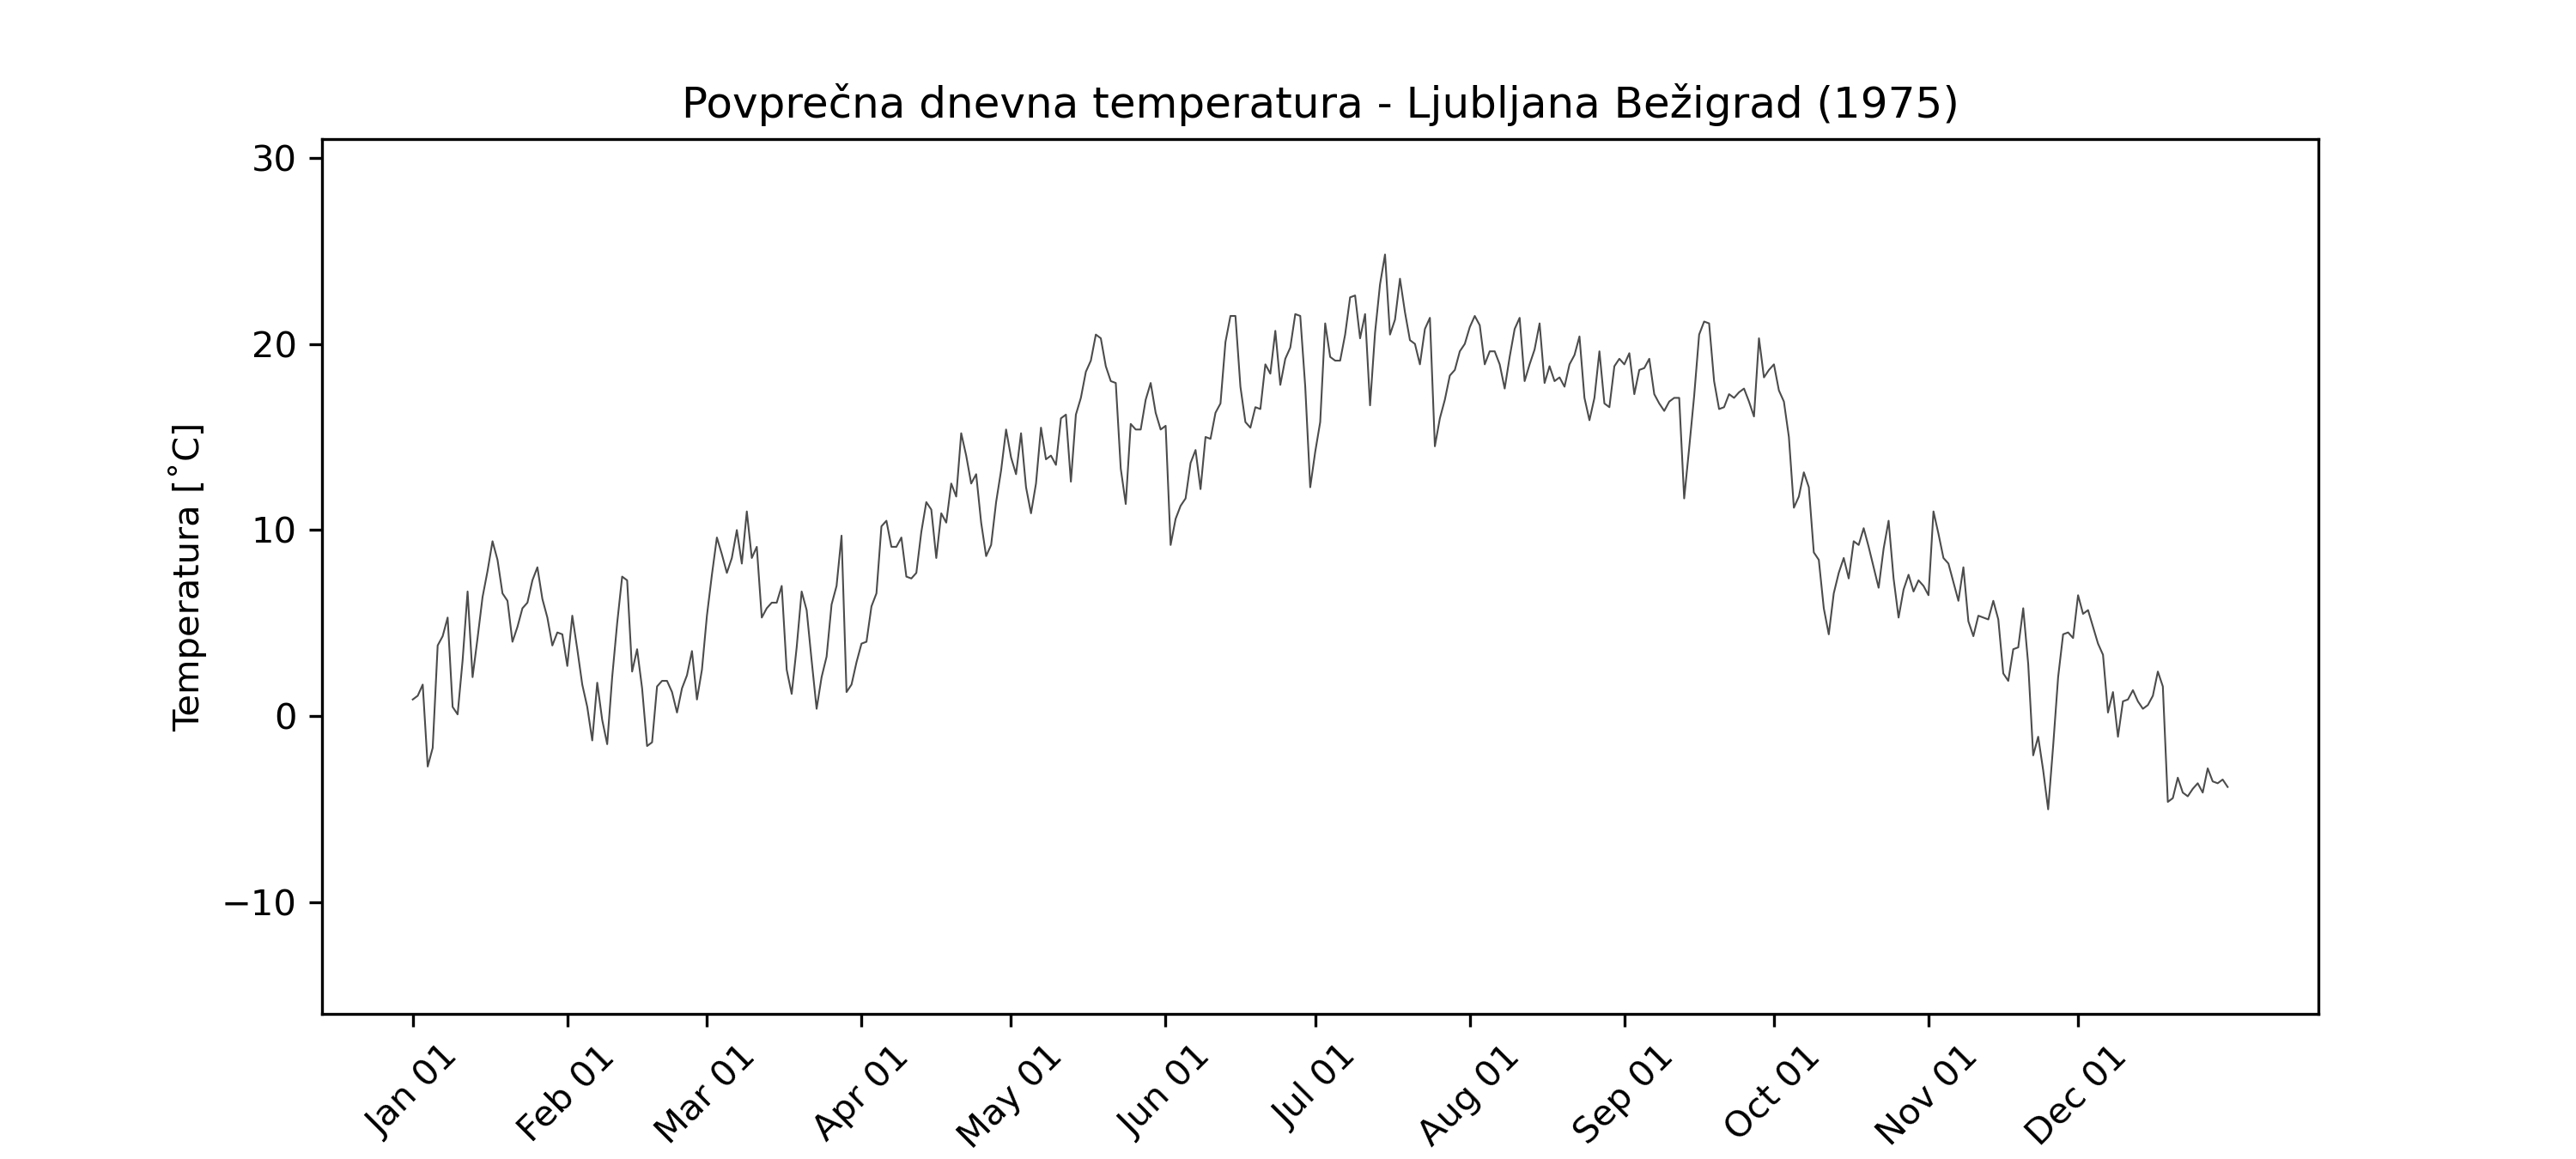 Povprečna dnevna temperatura - Ljubljana Bežigrad (1975)
Temperatura [°C]
30
20
10
0
−10
Jan 01
Feb 01
Mar 01
Apr 01
May 01
Jun 01
Jul 01
Aug 01
Sep 01
Oct 01
Nov 01
Dec 01